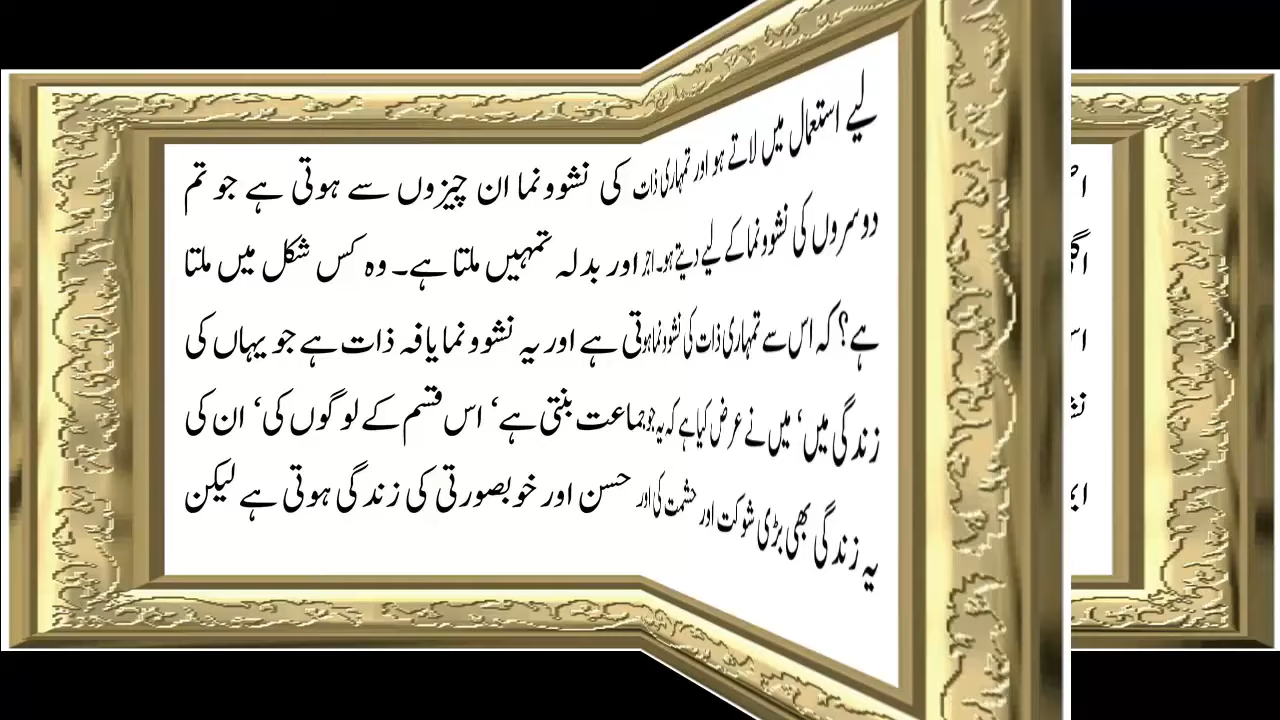 لیے استعمال میں لاتے ہو اور تمہاری ذات کی نشوونما ان چیزوں سے ہوتی ہے جو تم
دوسروں کی نشوونما کے لیے دیتے ہو۔ اجر اور بدلہ تمہیں ملتا ہے۔ وہ کس شکل میں ملتا
ہے؟ کہ اس سے تمہاری ذات کی نشوونما ہوتی ہے اور یہ نشوونما یافہ ذات ہے جو یہاں کی
زندگی میں‘ میں نے عرض کیا ہے کہ یہ جو جماعت بنتی ہے‘ اس قسم کے لوگوں کی‘ ان کی
یہ زندگی بھی بڑی شوکت اور حشمت کی اور حسن اور خوبصورتی کی زندگی ہوتی ہے لیکن